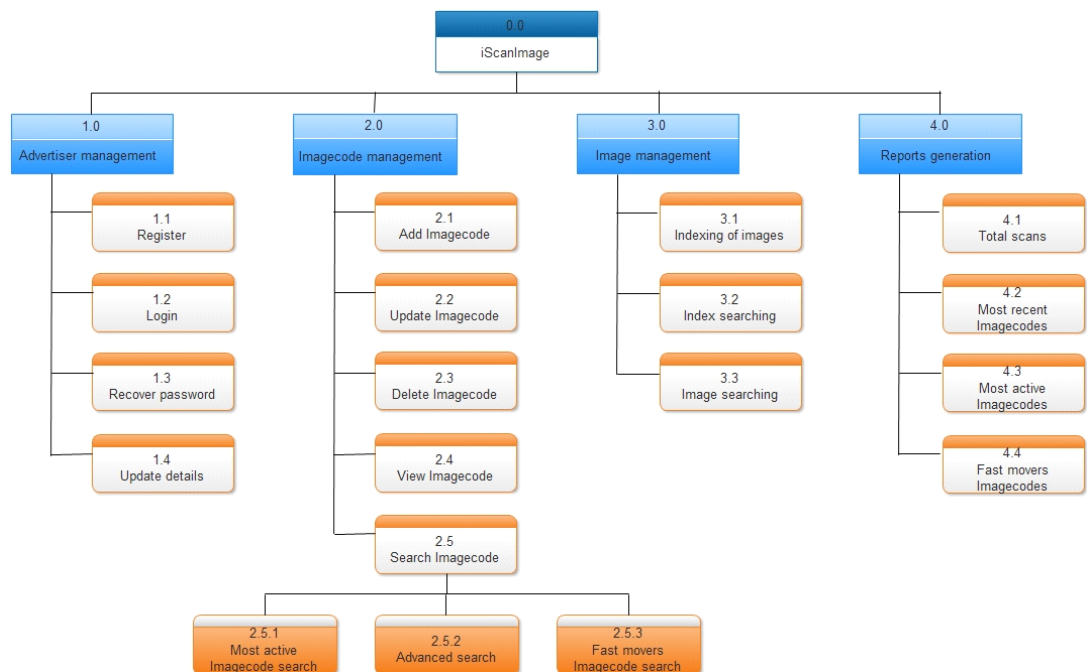 0.0
iScanImage
1.0
Advertiser management
2.0
Imagecode management
3.0
Image management
4.0
Reports generation
1.1
Register
1.2
Login
1.3
Recover password
1.4
Update details
2.1
Add Imagecode
2.2
Update Imagecode
2.3
Delete Imagecode
2.4
View Imagecode
2.5
Search Imagecode
2.5.1
Most active
Imagecode search
2.5.2
Advanced search
2.5.3
Fast movers
Imagecode search
3.1
Indexing of images
3.2
Index searching
3.3
Image searching
4.1
Total scans
4.2
Most recent
Imagecodes
4.3
Most active
Imagecodes
4.4
Fast movers
Imagecodes